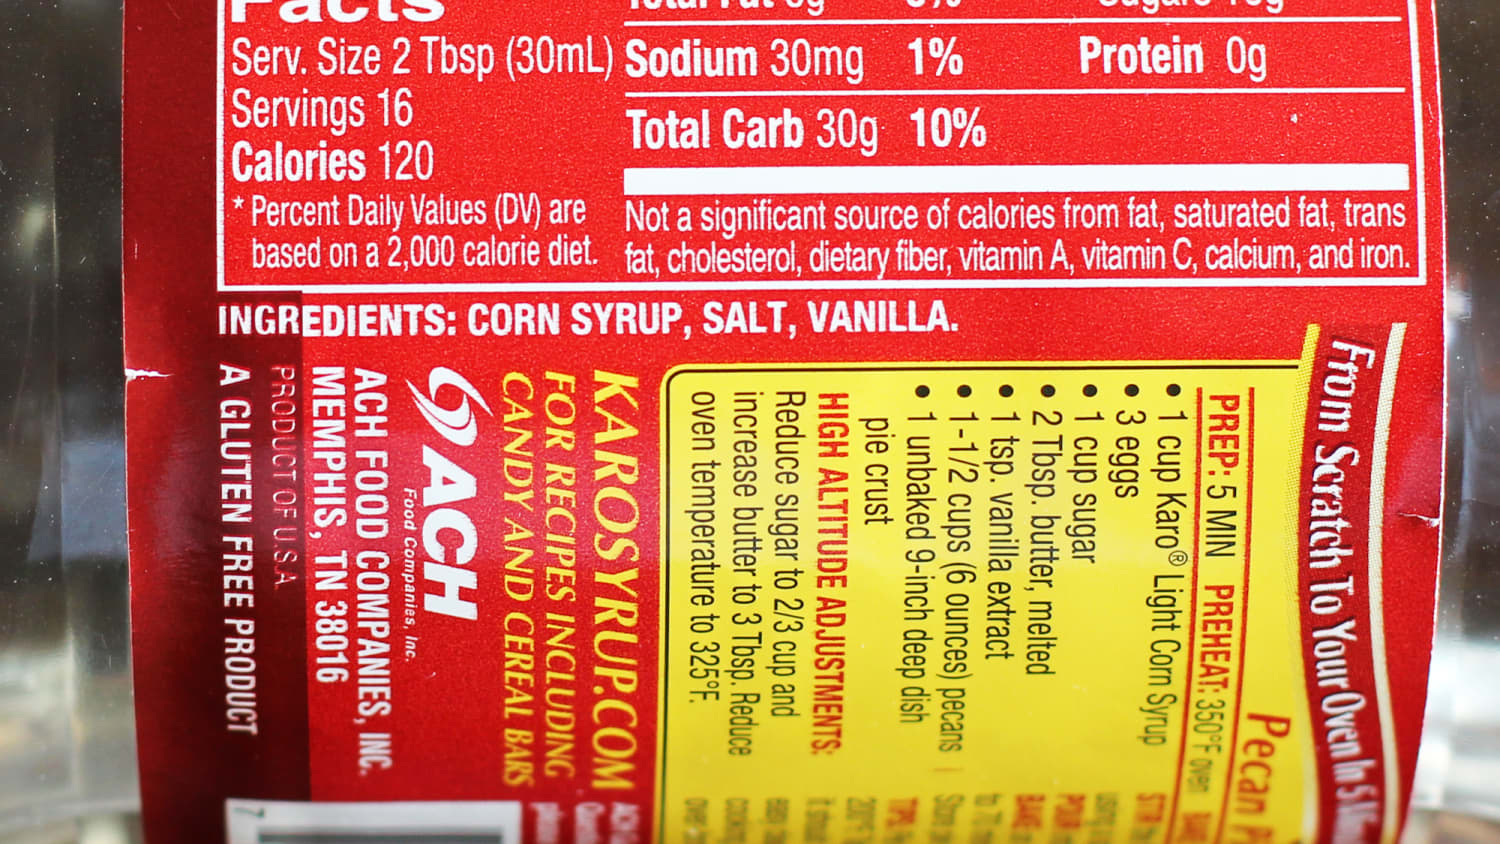 Facts
Serv. Size 2 Tbsp (30mL)
Servings 16
Calories 120
* Percent Daily Values (DV) are
based on a 2,000 calorie diet.
Sodium 30mg 1% Protein 0g
Total Carb 30g 10%
Not a significant source of calories from fat, saturated fat, trans
fat, cholesterol, dietary fiber, vitamin A, vitamin C, calcium, and iron.
INGREDIENTS: CORN SYRUP, SALT, VANILLA.
From Scratch To Your Oven In 5
Pecan
PREP: 5 MIN PREHEAT: 350°F oven
• 1 cup Karo® Light Corn Syrup
• 3 eggs
• 1 cup sugar
• 2 Tbsp. butter, melted
• 1 tsp. vanilla extract
• 1-1/2 cups (6 ounces) pecans
• 1 unbaked 9-inch deep dish
pie crust
HIGH ALTITUDE ADJUSTMENTS:
Reduce sugar to 2/3 cup and
increase butter to 3 Tbsp. Reduce
oven temperature to 325°F.
KAROSYRUP.COM
FOR RECIPES INCLUDING
CANDY AND CEREAL BARS
ACH
Food Companies, Inc.
ACH FOOD COMPANIES, INC.
MEMPHIS, TN 38016
PRODUCT OF U.S.A.
A GLUTEN FREE PRODUCT
7